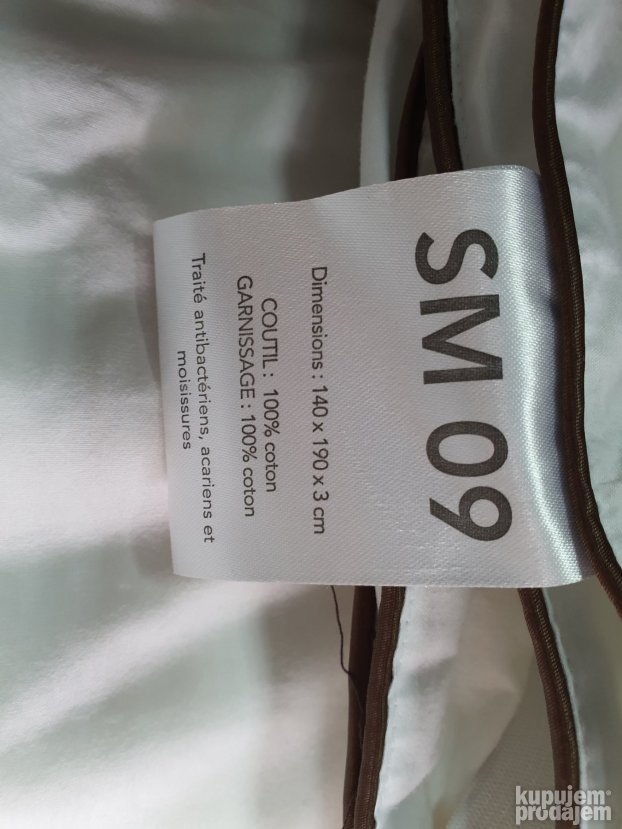 SM 09
Dimensions : 140 x 190 x 3 cm
COUTIL : 100% coton
GARNISSAGE : 100% coton
Traité antibactériens, acariens et
moisissures
kupujem
prodajem